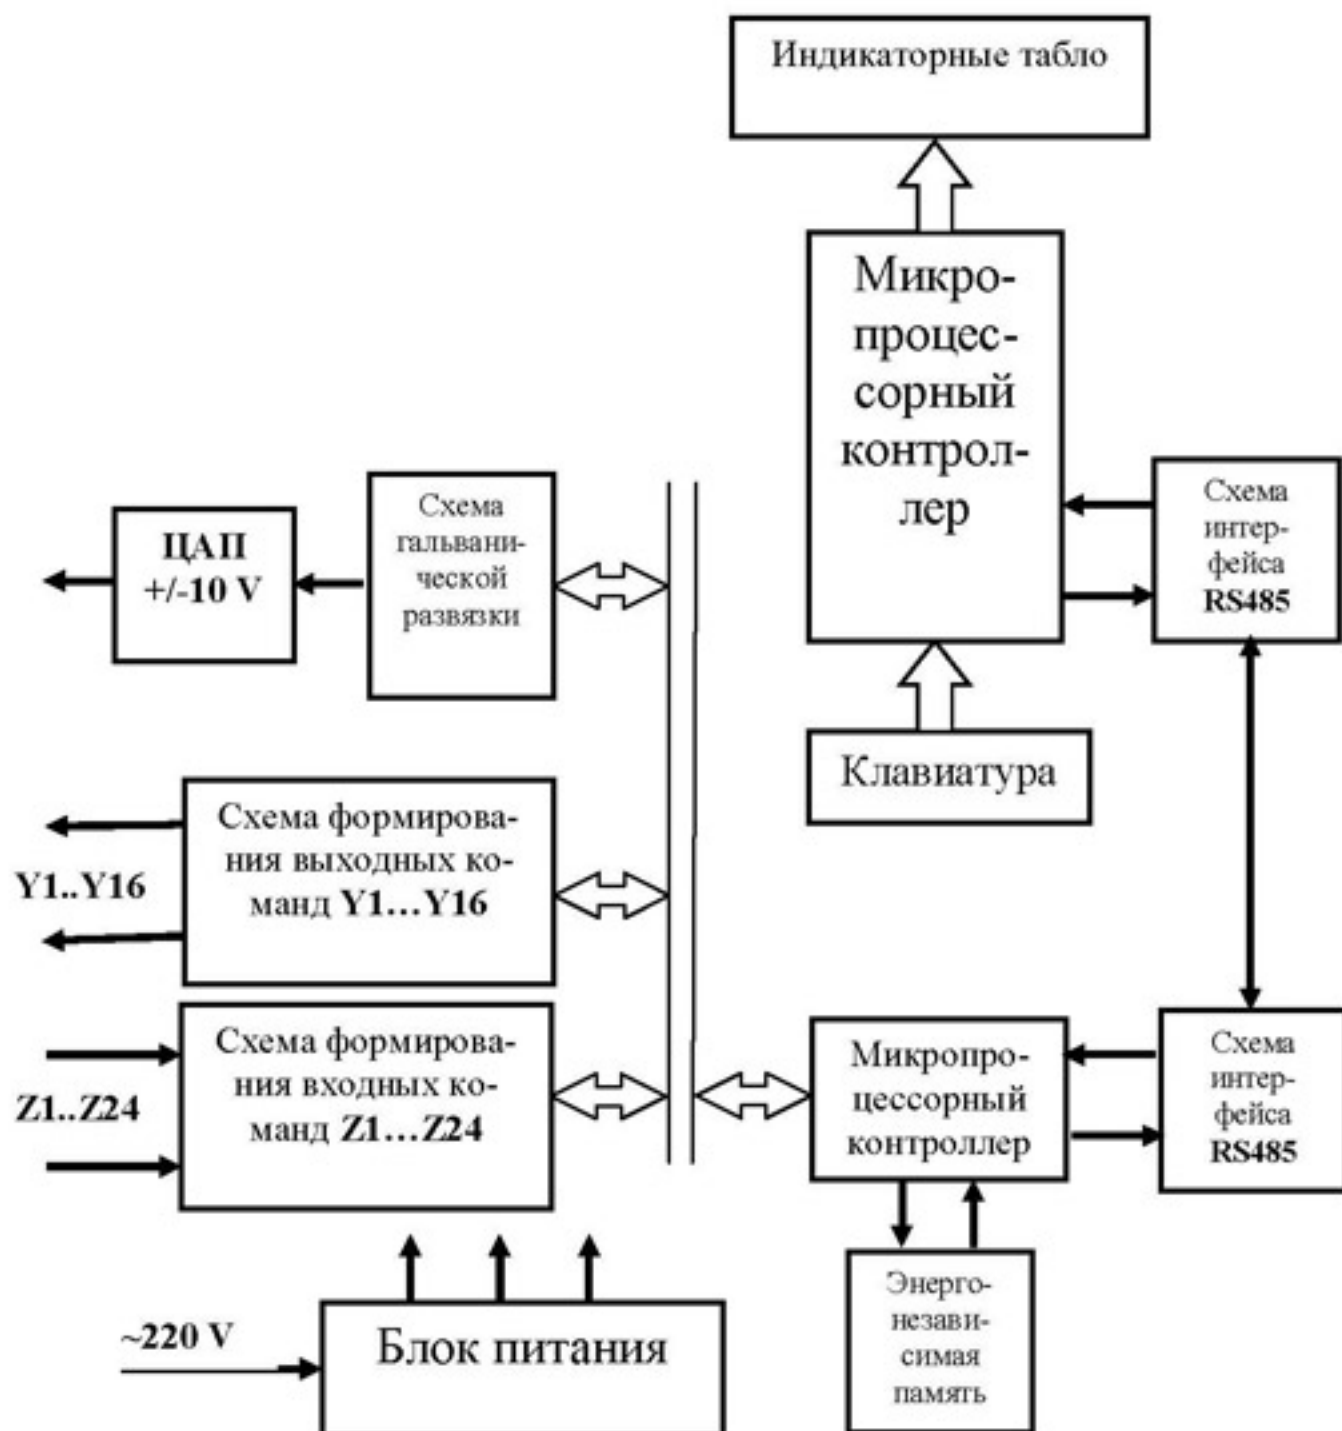 Индикаторные табло
Микро-
процес-
сорный
контрол-
лер
Схема
гальвани-
ческой
развязки
ЦАП
+/-10 V
Схема
интер-
фейса
RS485
Клавиатура
Схема формирова-
ния выходных ко-
манд Y1…Y16
Y1..Y16
Схема формирова-
ния входных ко-
манд Z1…Z24
Z1..Z24
Микропро-
цессорный
контроллер
Схема
интер-
фейса
RS485
Энерго-
независи-
симая
память
~220 V
Блок питания